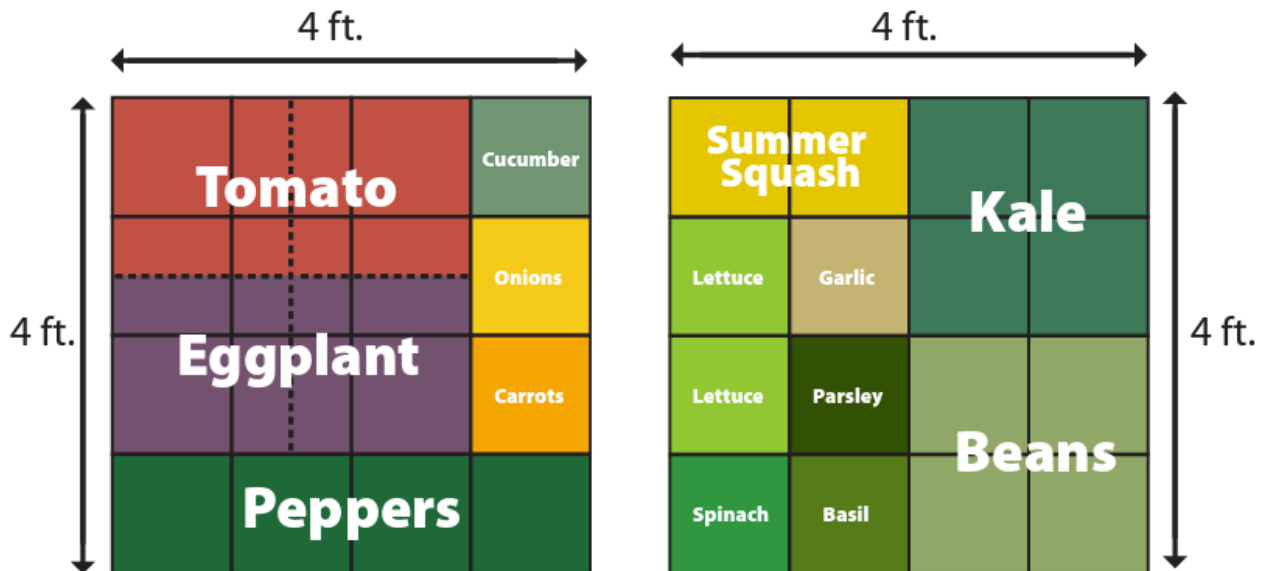 4 ft.
4 ft.
4 ft.
Tomato
Cucumber
Onions
Eggplant
Carrots
Peppers
Summer
Squash
Kale
Lettuce
Garlic
Lettuce
Parsley
Beans
Spinach
Basil
4 ft.